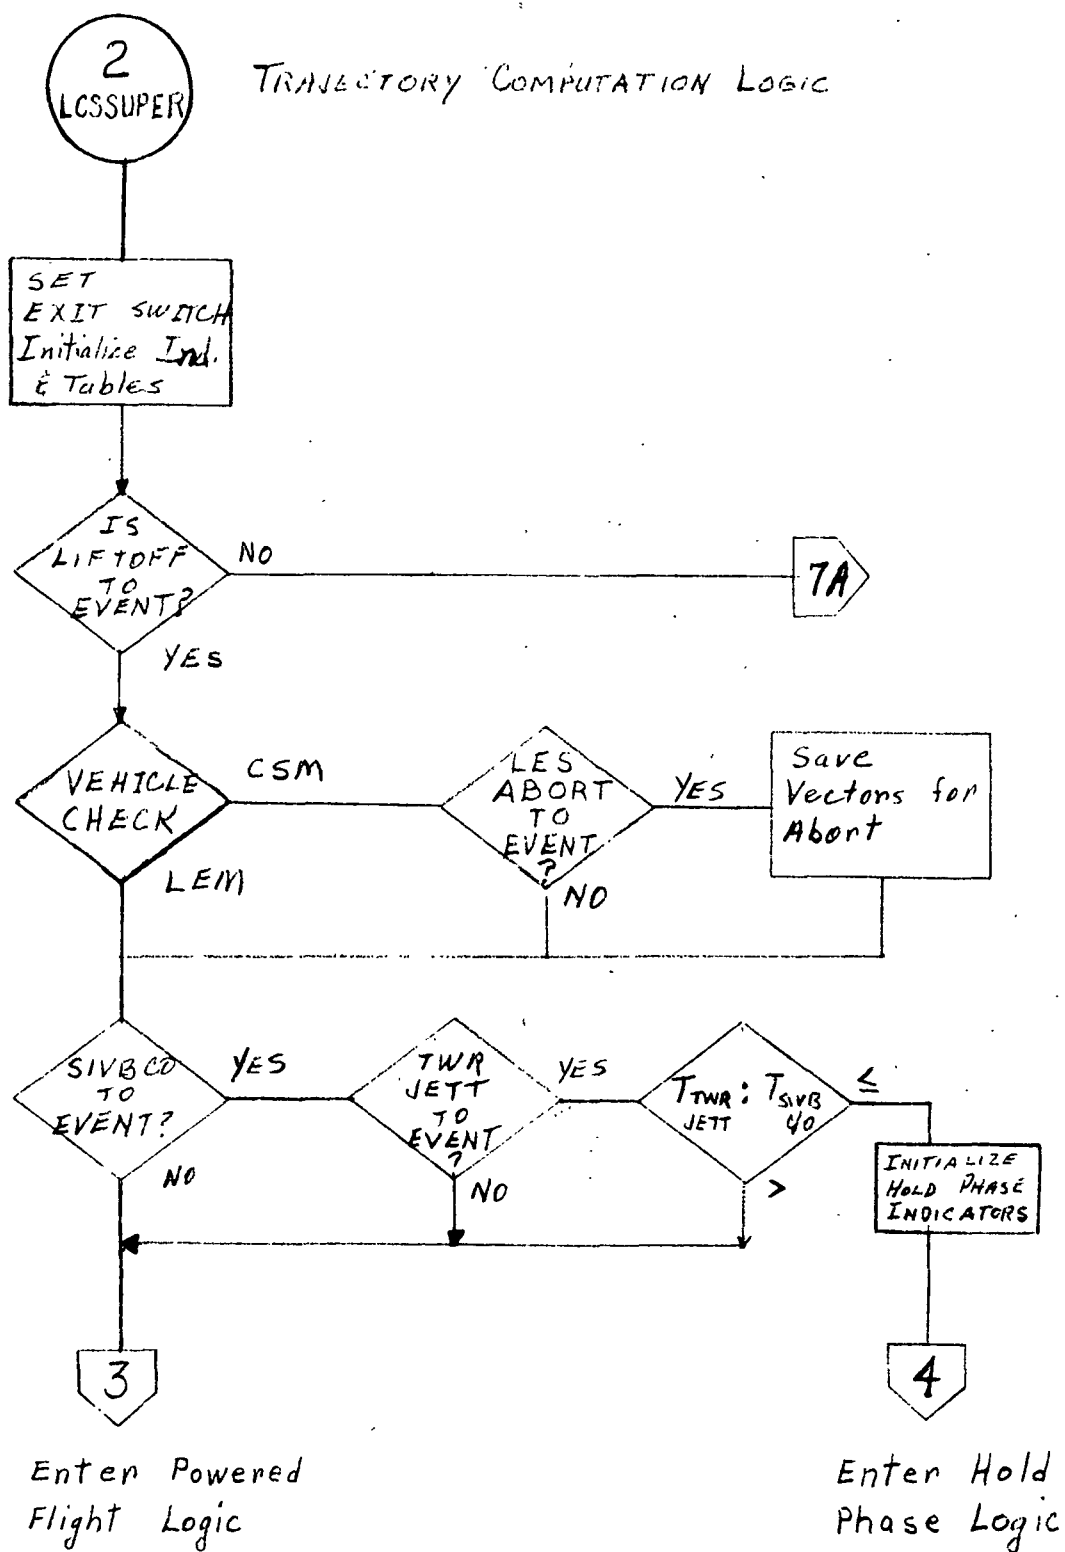 2
LCSSUPER
TRAJECTORY COMPUTATION LOGIC
SET
EXIT SWITCH
Initialize Ind.
& Tables
IS
LIFTOFF
TO
EVENT?
NO
7A
YES
VEHICLE
CHECK
CSM
LES
ABORT
TO
EVENT
?
YES
Save
Vectors for
Abort
LEM
NO
SIVBCO
TO
EVENT?
YES
TWR
JETT
TO
EVENT
?
YES
T TWR JETT : T SIVB C/O
≤
NO
NO
>
INITIALIZE
HOLD PHASE
INDICATORS
3
4
Enter Powered
Flight Logic
Enter Hold
Phase Logic